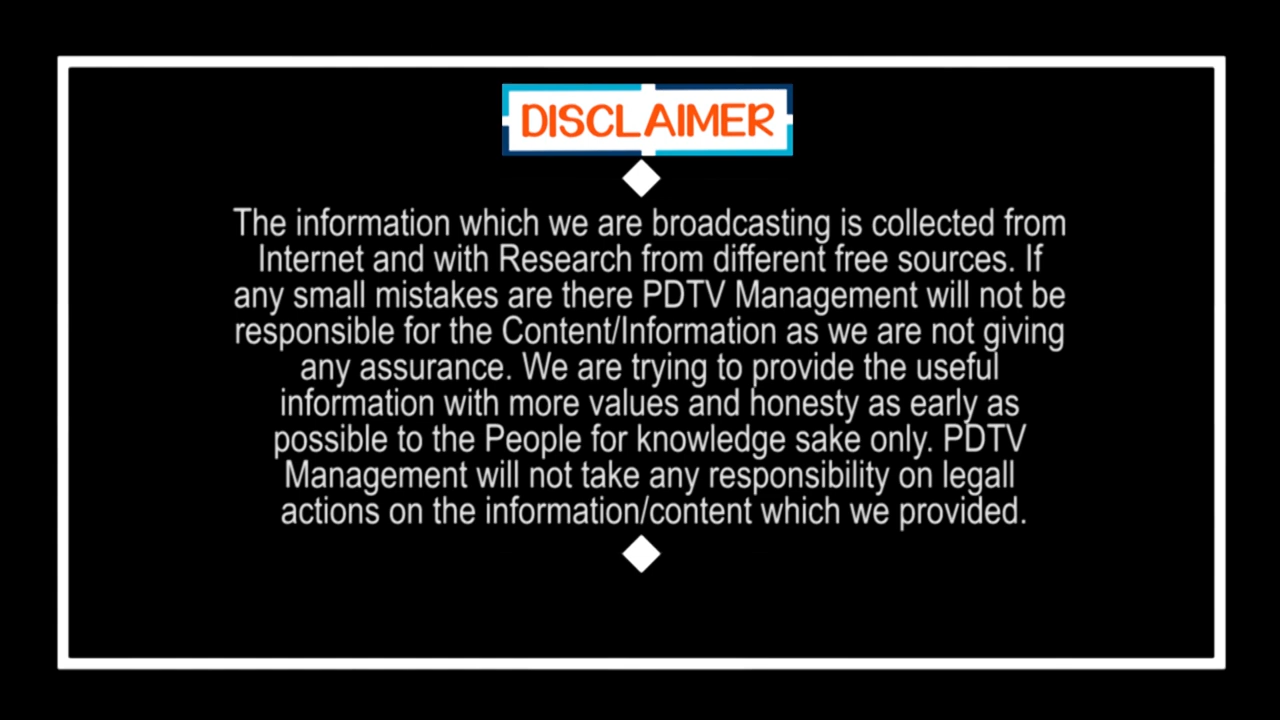 DISCLAIMER
The information which we are broadcasting is collected from
Internet and with Research from different free sources. If
any small mistakes are there PDTV Management will not be
responsible for the Content/Information as we are not giving
any assurance. We are trying to provide the useful
information with more values and honesty as early as
possible to the People for knowledge sake only. PDTV
Management will not take any responsibility on legall
actions on the information/content which we provided.